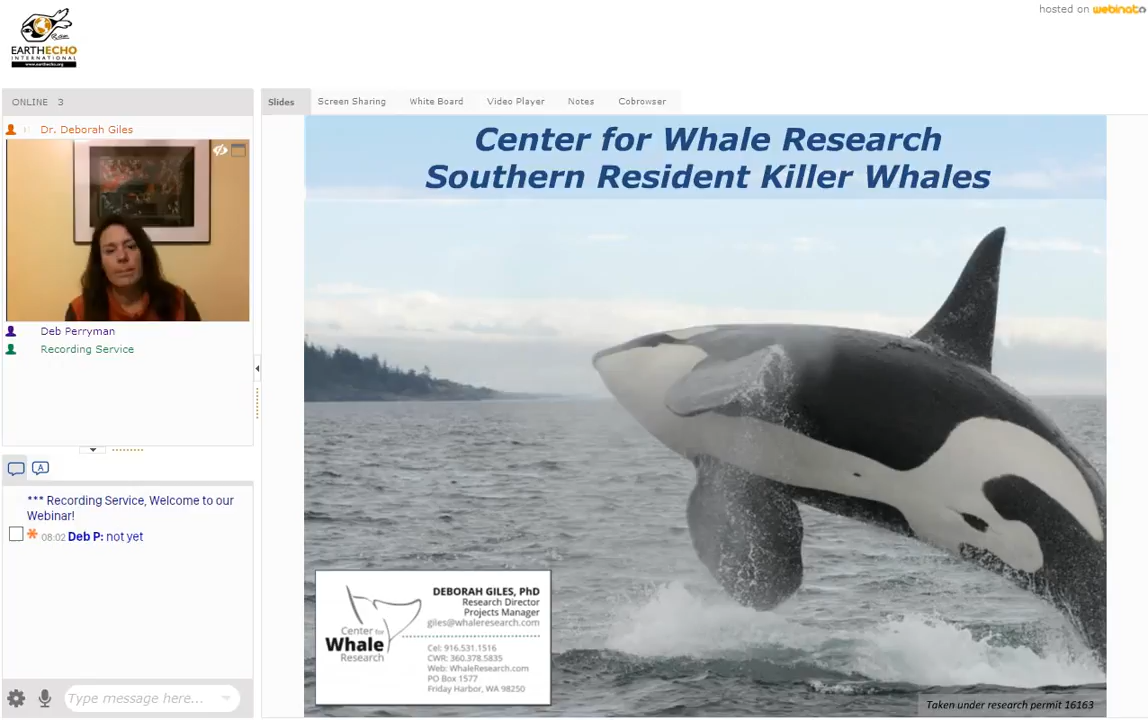 hosted on webinato
EARTHECHO
INTERNATIONAL
www.earthecho.org
ONLINE 3
Slides Screen Sharing White Board Video Player Notes Cobrowser
Dr. Deborah Giles
Deb Perryman
Recording Service
*** Recording Service, Welcome to our
Webinar!
08:02 Deb P: not yet
Type message here...
Center for Whale Research
Southern Resident Killer Whales
Center for
Whale
Research
DEBORAH GILES, PhD
Research Director
Projects Manager
giles@whaleresearch.com
Cel: 916.531.1516
CWR: 360.378.5835
Web: WhaleResearch.com
PO Box 1577
Friday Harbor, WA 98250
Taken under research permit 16163